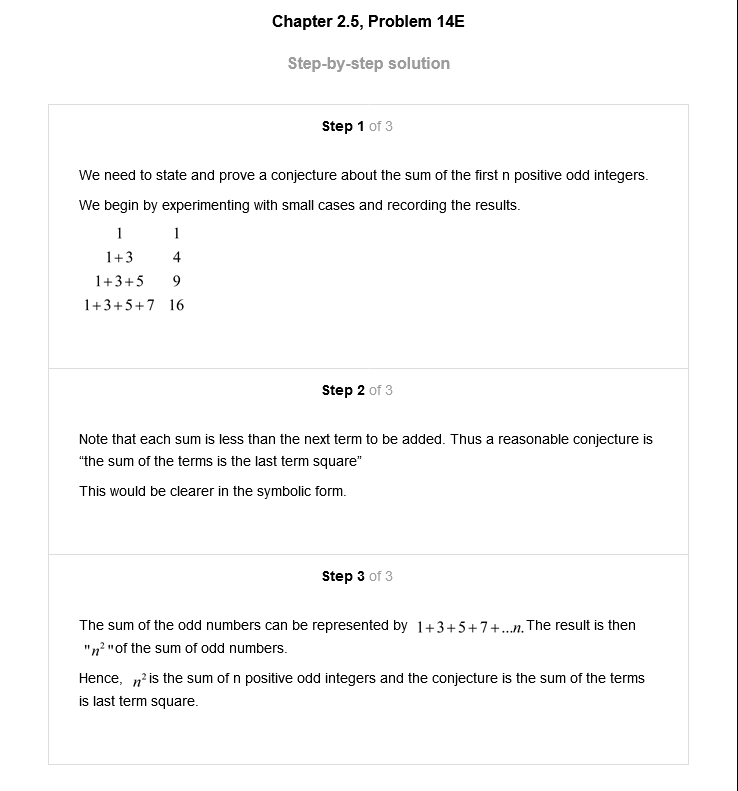 Chapter 2.5, Problem 14E
Step-by-step solution
Step 1 of 3
We need to state and prove a conjecture about the sum of the first n positive odd integers.
We begin by experimenting with small cases and recording the results.
1 1
1+3 4
1+3+5 9
1+3+5+7 16
Step 2 of 3
Note that each sum is less than the next term to be added. Thus a reasonable conjecture is
“the sum of the terms is the last term square”
This would be clearer in the symbolic form.
Step 3 of 3
The sum of the odd numbers can be represented by 1+3+5+7+...n. The result is then
"n²"of the sum of odd numbers.
Hence, n² is the sum of n positive odd integers and the conjecture is the sum of the terms
is last term square.